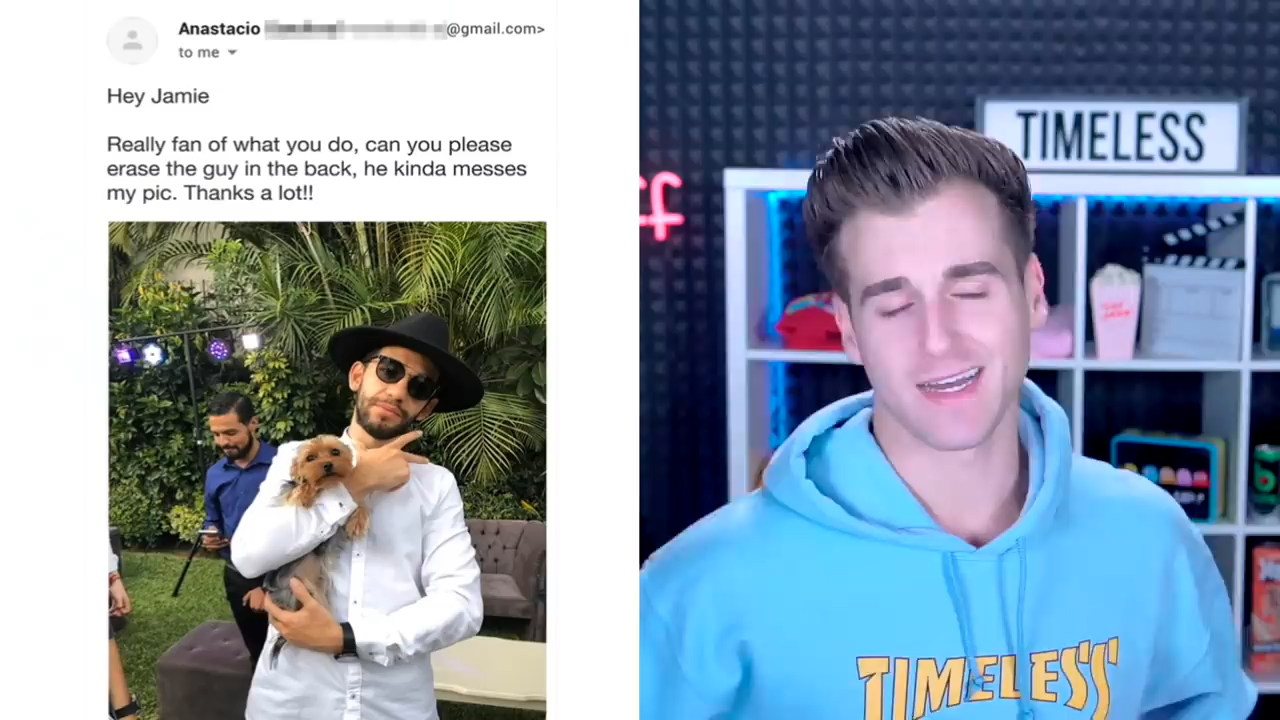 Anastacio @gmail.com>
to me
Hey Jamie
Really fan of what you do, can you please
erase the guy in the back, he kinda messes
my pic. Thanks a lot!!
TIMELESS
TIMELESS